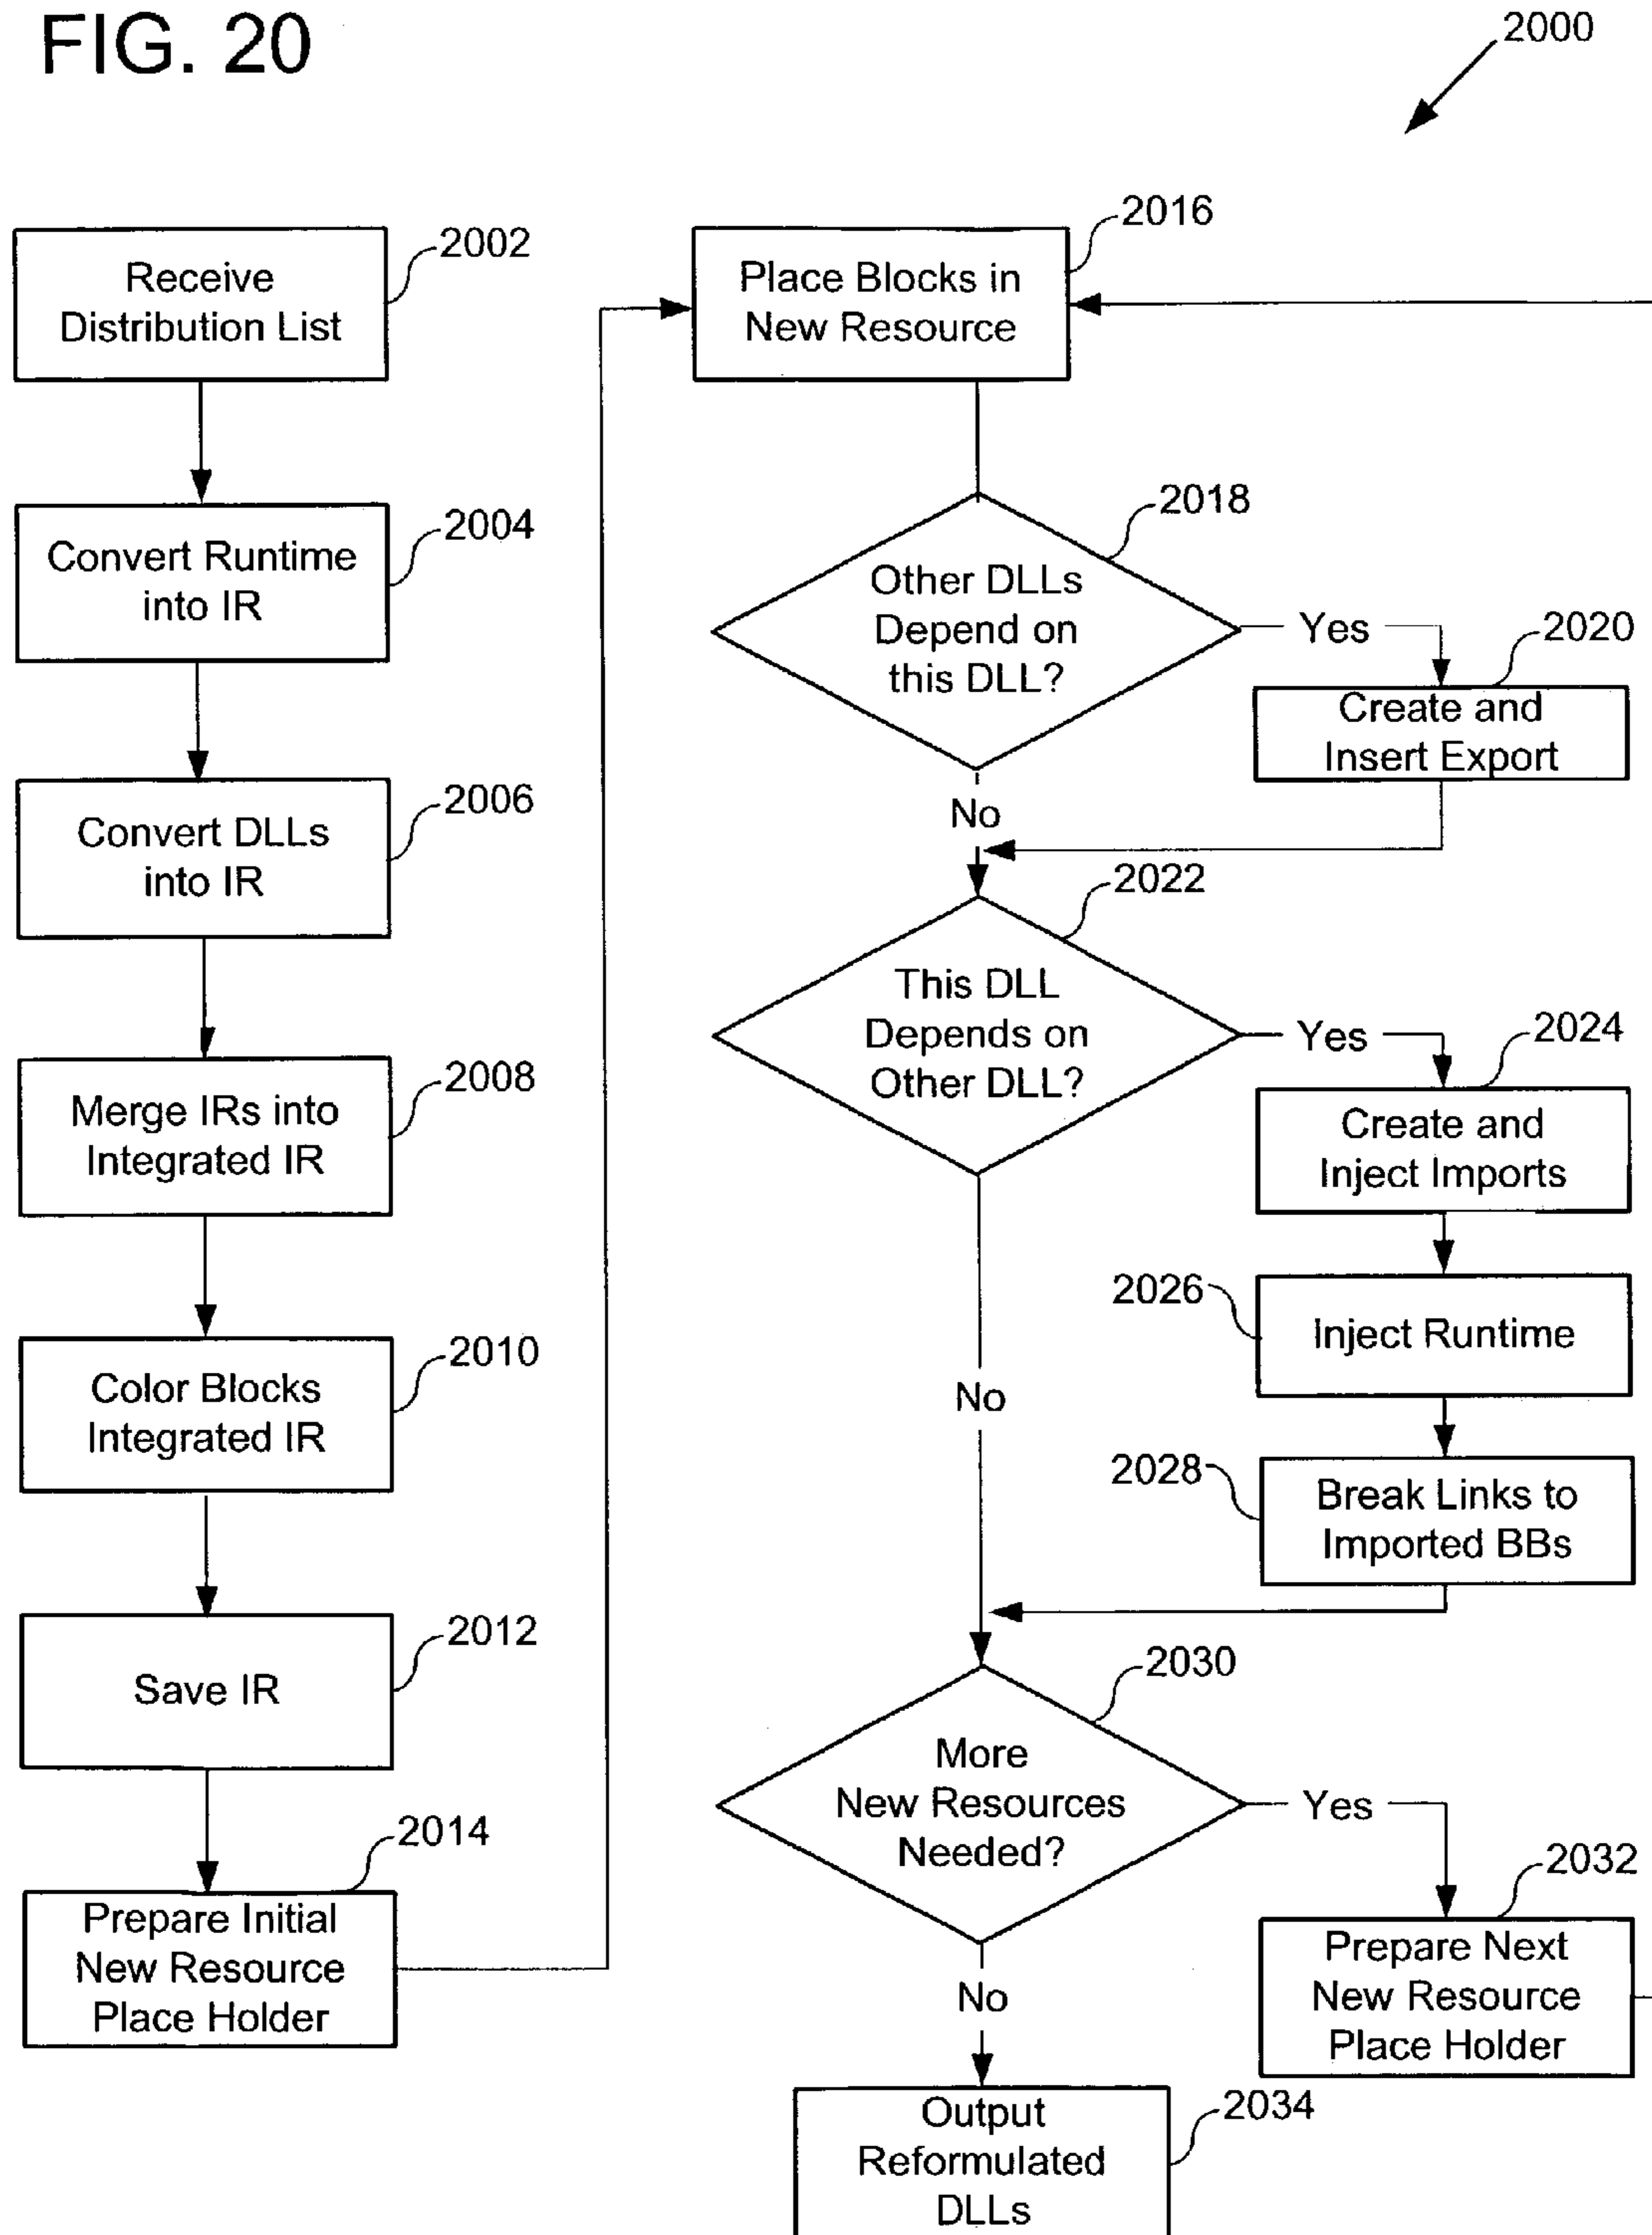 FIG. 20
2000
2002
Receive
Distribution List
2004
Convert Runtime
into IR
2006
Convert DLLs
into IR
2008
Merge IRs into
Integrated IR
2010
Color Blocks
Integrated IR
2012
Save IR
2014
Prepare Initial
New Resource
Place Holder
2016
Place Blocks in
New Resource
2018
Other DLLs
Depend on
this DLL?
Yes
2020
Create and
Insert Export
No
2022
This DLL
Depends on
Other DLL?
Yes
2024
Create and
Inject Imports
2026
Inject Runtime
No
2028
Break Links to
Imported BBs
2030
More
New Resources
Needed?
Yes
2032
Prepare Next
New Resource
Place Holder
No
2034
Output
Reformulated
DLLs